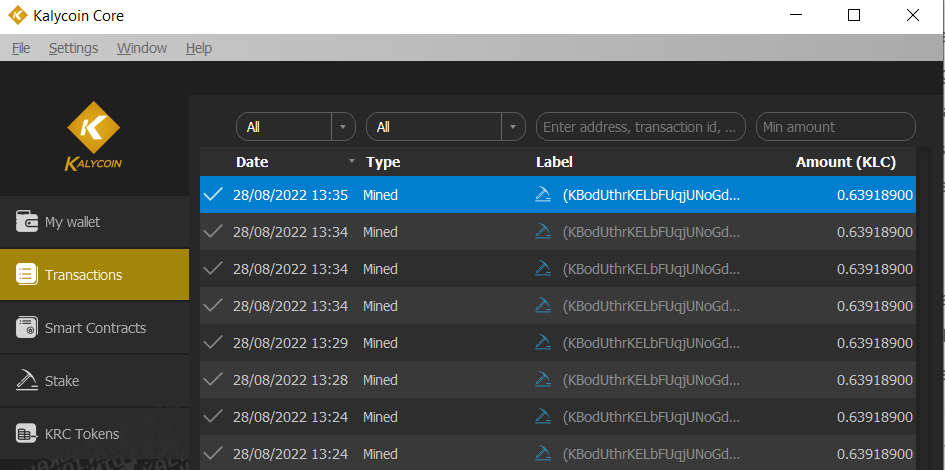 Kalycoin Core
File Settings Window Help
All All Enter address, transaction id, ... Min amount
KALYCOIN
Date Type Label Amount (KLC)
28/08/2022 13:35 Mined (KBodUthrKELbFUqjUNoGd... 0.63918900
My wallet
28/08/2022 13:34 Mined (KBodUthrKELbFUqjUNoGd... 0.63918900
Transactions
28/08/2022 13:34 Mined (KBodUthrKELbFUqjUNoGd... 0.63918900
28/08/2022 13:34 Mined (KBodUthrKELbFUqjUNoGd... 0.63918900
Smart Contracts
28/08/2022 13:29 Mined (KBodUthrKELbFUqjUNoGd... 0.63918900
Stake
28/08/2022 13:28 Mined (KBodUthrKELbFUqjUNoGd... 0.63918900
28/08/2022 13:24 Mined (KBodUthrKELbFUqjUNoGd... 0.63918900
KRC Tokens
28/08/2022 13:24 Mined (KBodUthrKELbFUqjUNoGd... 0.63918900